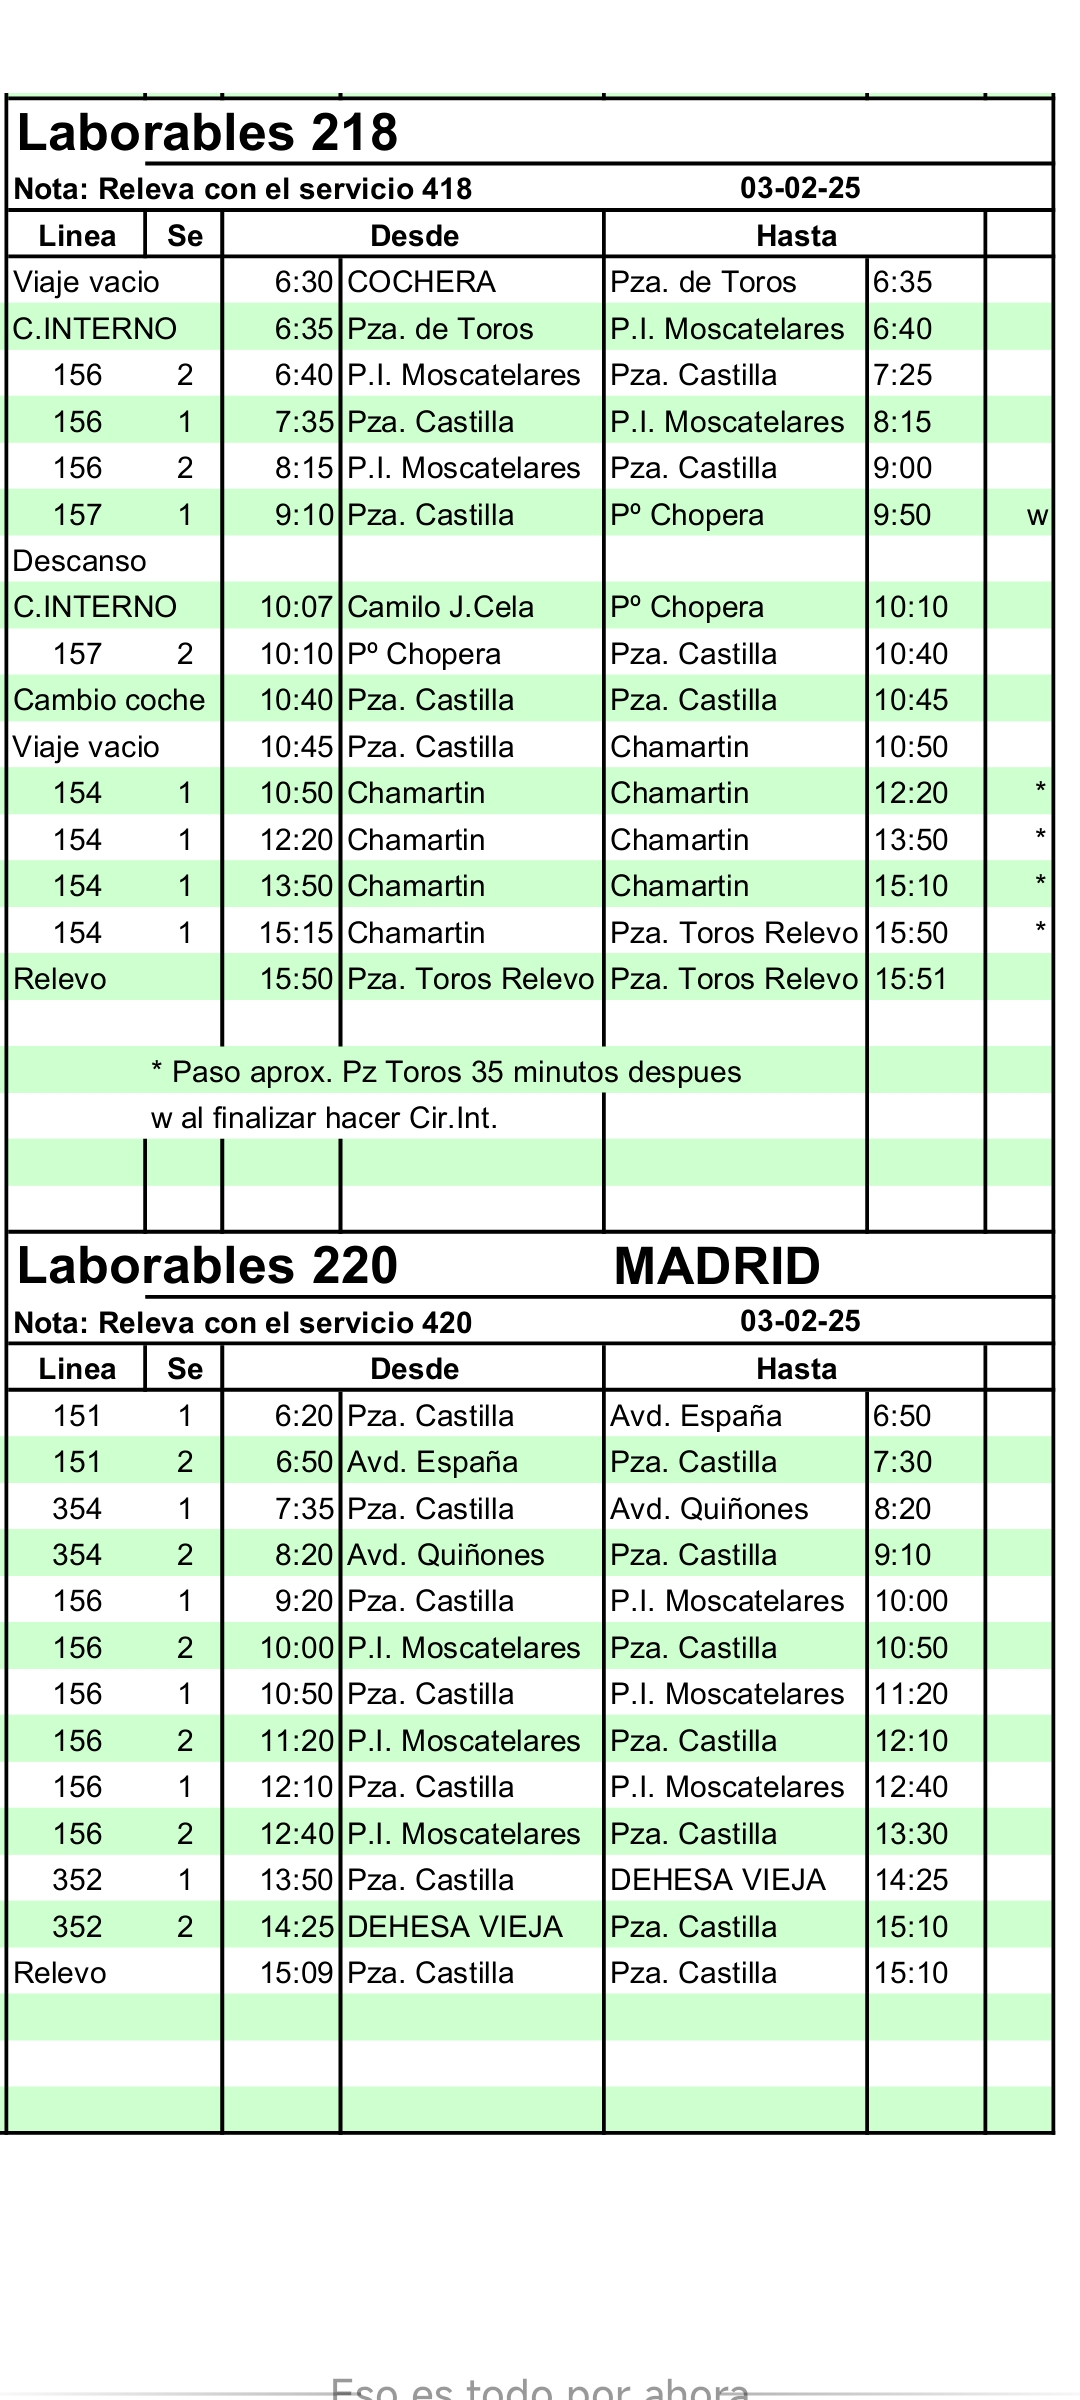 Laborables 218
Nota: Releva con el servicio 418 03-02-25
Linea Se Desde Hasta
Viaje vacio 6:30 COCHERA Pza. de Toros 6:35
C.INTERNO 6:35 Pza. de Toros P.I. Moscatelares 6:40
156 2 6:40 P.I. Moscatelares Pza. Castilla 7:25
156 1 7:35 Pza. Castilla P.I. Moscatelares 8:15
156 2 8:15 P.I. Moscatelares Pza. Castilla 9:00
157 1 9:10 Pza. Castilla Pº Chopera 9:50 w
Descanso
C.INTERNO 10:07 Camilo J.Cela Pº Chopera 10:10
157 2 10:10 Pº Chopera Pza. Castilla 10:40
Cambio coche 10:40 Pza. Castilla Pza. Castilla 10:45
Viaje vacio 10:45 Pza. Castilla Chamartin 10:50
154 1 10:50 Chamartin Chamartin 12:20 *
154 1 12:20 Chamartin Chamartin 13:50 *
154 1 13:50 Chamartin Chamartin 15:10 *
154 1 15:15 Chamartin Pza. Toros Relevo 15:50 *
Relevo 15:50 Pza. Toros Relevo Pza. Toros Relevo 15:51
* Paso aprox. Pz Toros 35 minutos despues
w al finalizar hacer Cir.Int.
Laborables 220 MADRID
Nota: Releva con el servicio 420 03-02-25
Linea Se Desde Hasta
151 1 6:20 Pza. Castilla Avd. España 6:50
151 2 6:50 Avd. España Pza. Castilla 7:30
354 1 7:35 Pza. Castilla Avd. Quiñones 8:20
354 2 8:20 Avd. Quiñones Pza. Castilla 9:10
156 1 9:20 Pza. Castilla P.I. Moscatelares 10:00
156 2 10:00 P.I. Moscatelares Pza. Castilla 10:50
156 1 10:50 Pza. Castilla P.I. Moscatelares 11:20
156 2 11:20 P.I. Moscatelares Pza. Castilla 12:10
156 1 12:10 Pza. Castilla P.I. Moscatelares 12:40
156 2 12:40 P.I. Moscatelares Pza. Castilla 13:30
352 1 13:50 Pza. Castilla DEHESA VIEJA 14:25
352 2 14:25 DEHESA VIEJA Pza. Castilla 15:10
Relevo 15:09 Pza. Castilla Pza. Castilla 15:10
Eso es todo por ahora